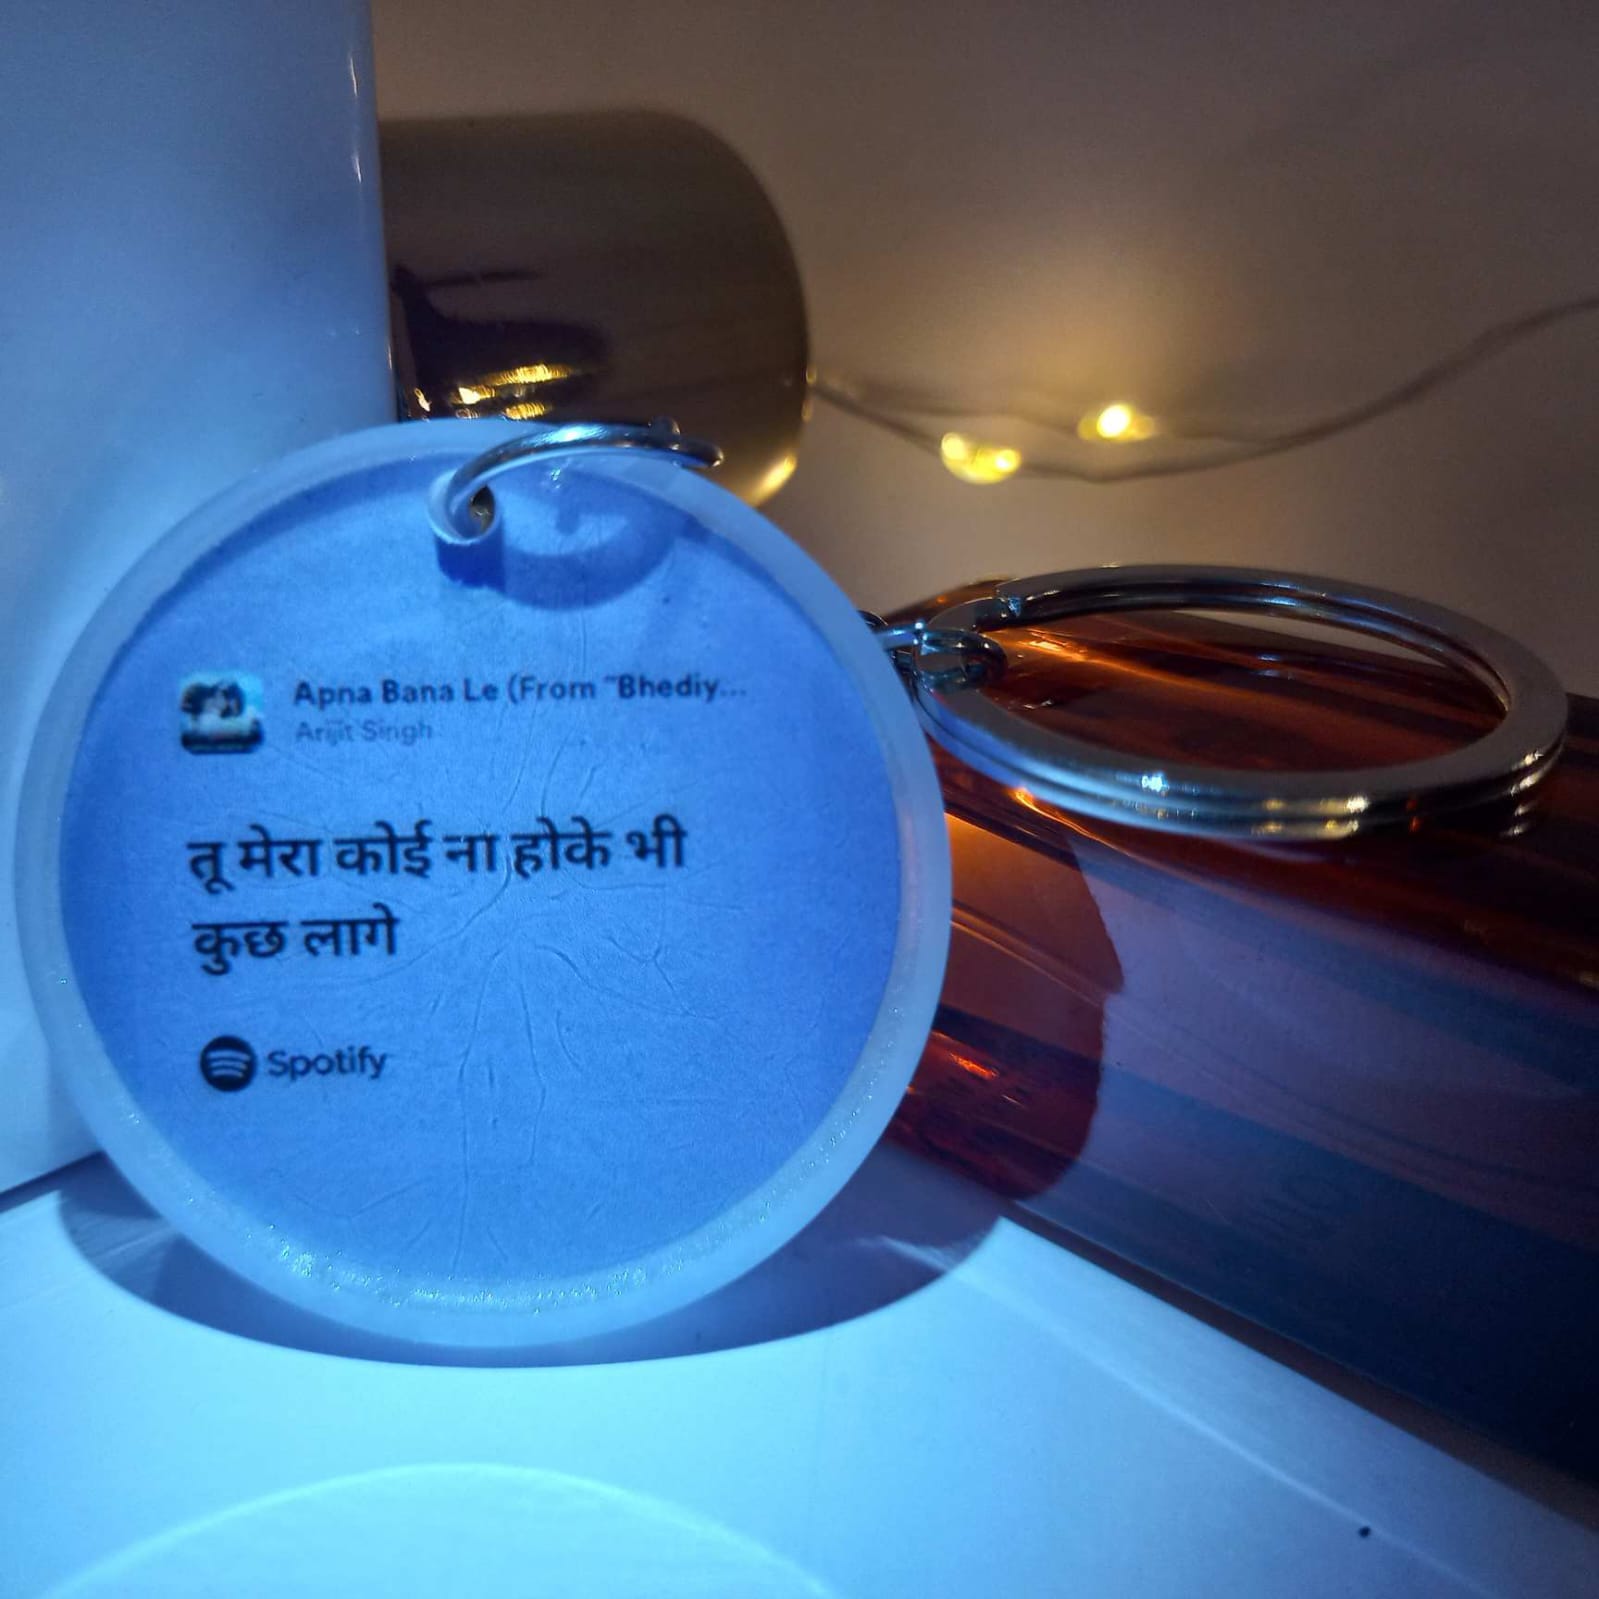 Apna Bana Le (From "Bhediy...
Arijit Singh
तू मेरा कोई ना होके भी
कुछ लागे
Spotify